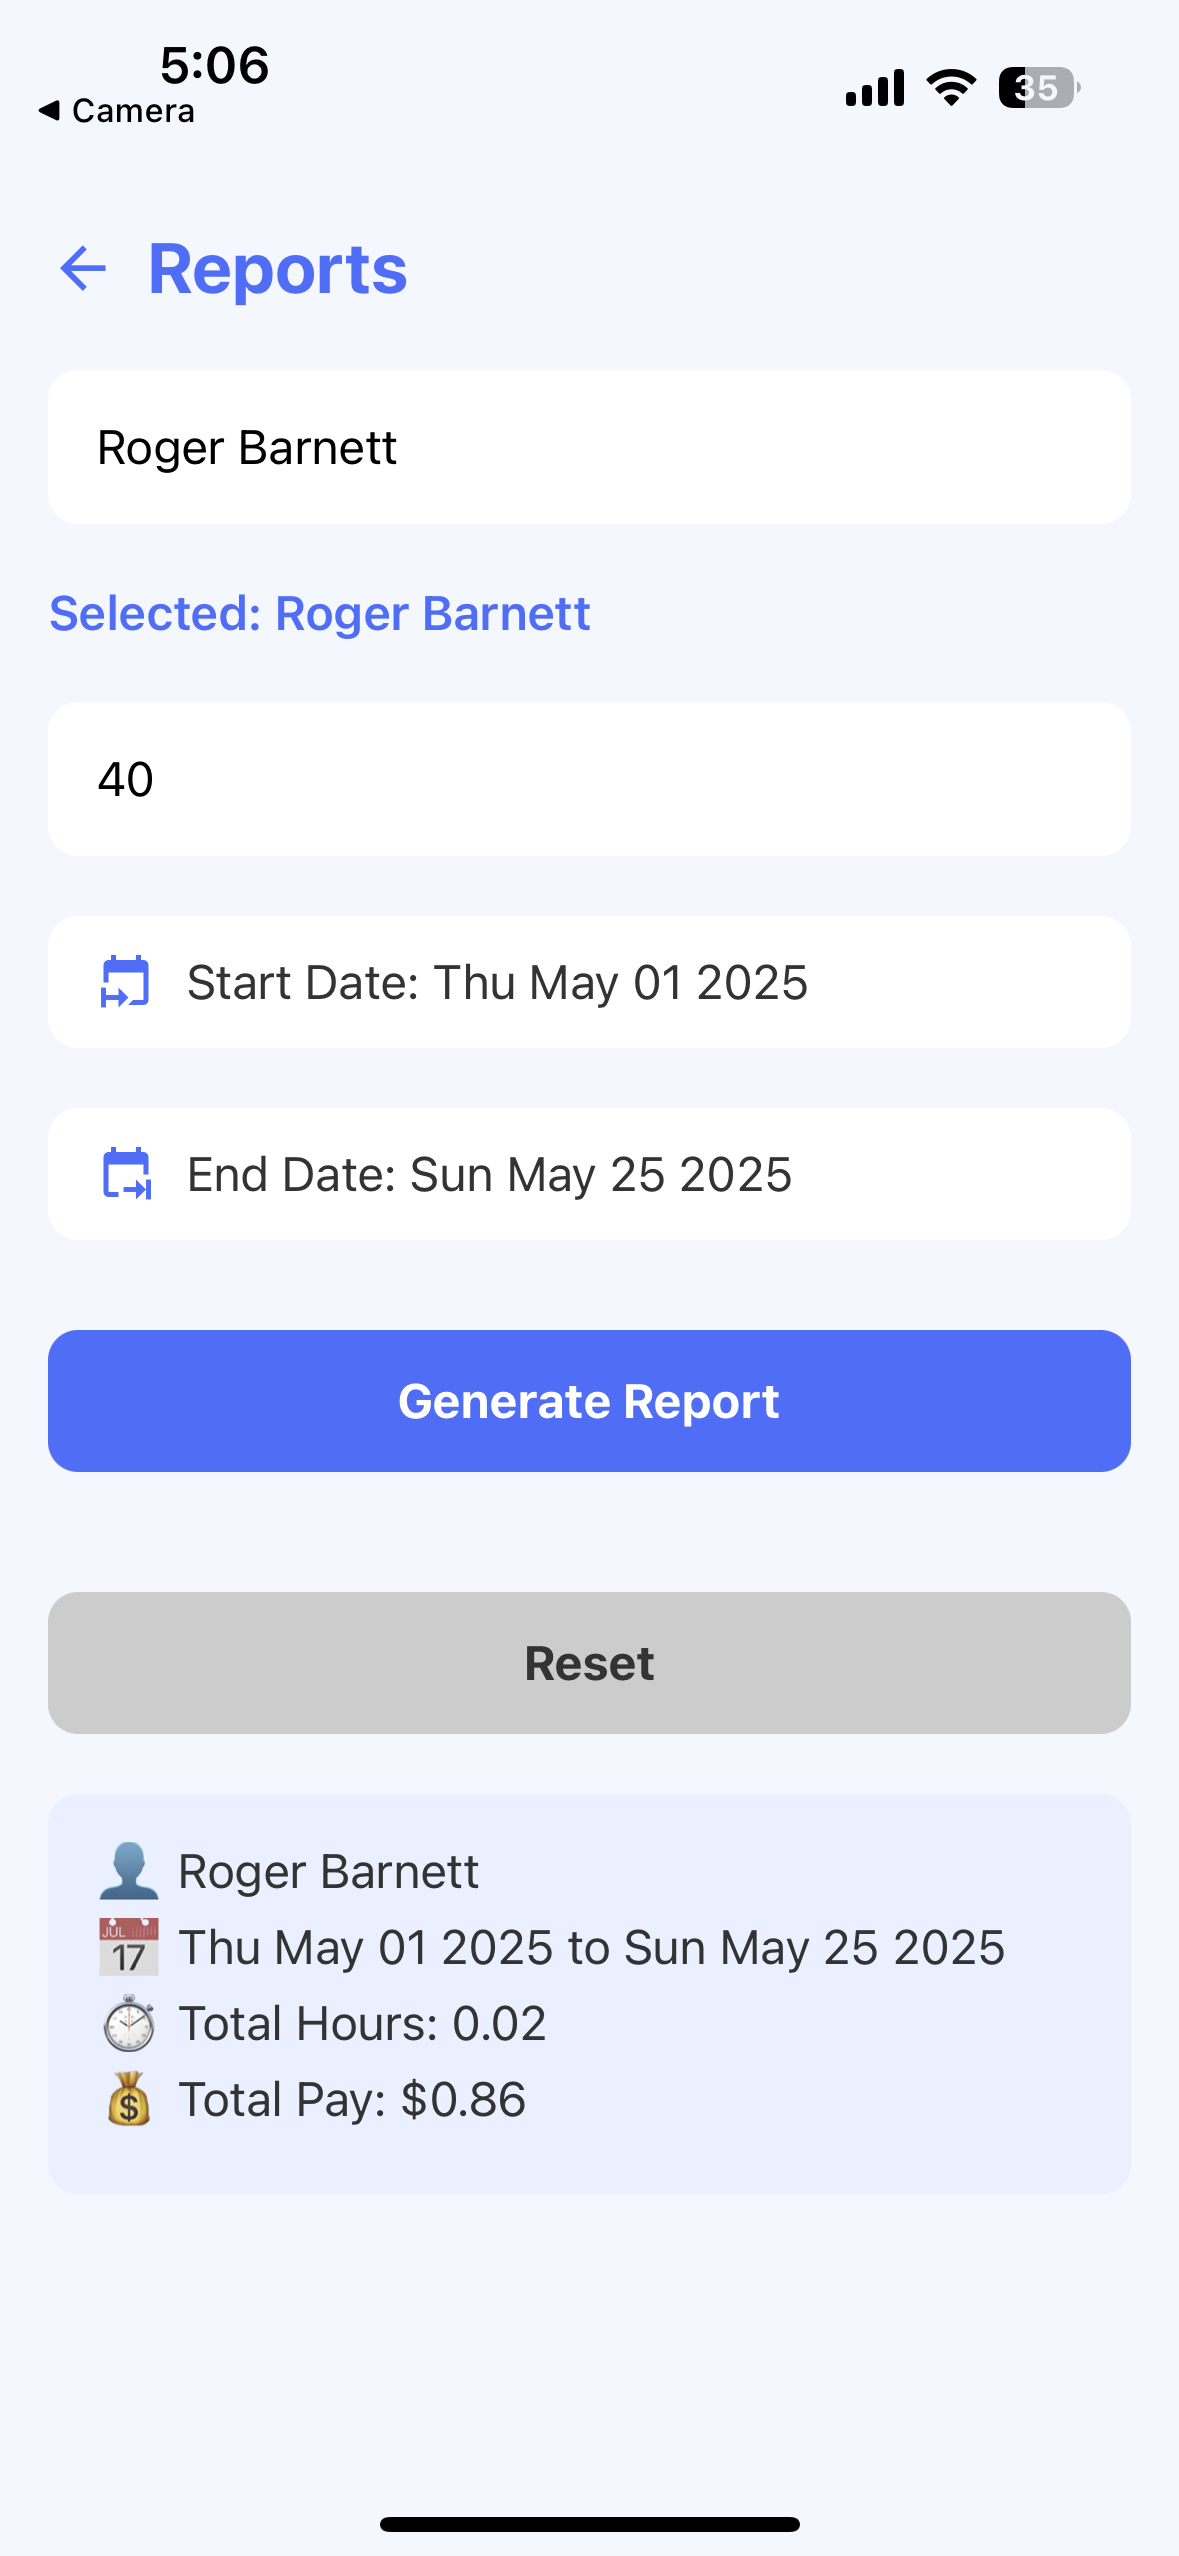 5:06
◀ Camera
35
← Reports
Roger Barnett
Selected: Roger Barnett
40
Start Date: Thu May 01 2025
End Date: Sun May 25 2025
Generate Report
Reset
👤 Roger Barnett
📅 Thu May 01 2025 to Sun May 25 2025
⏱️ Total Hours: 0.02
💰 Total Pay: $0.86